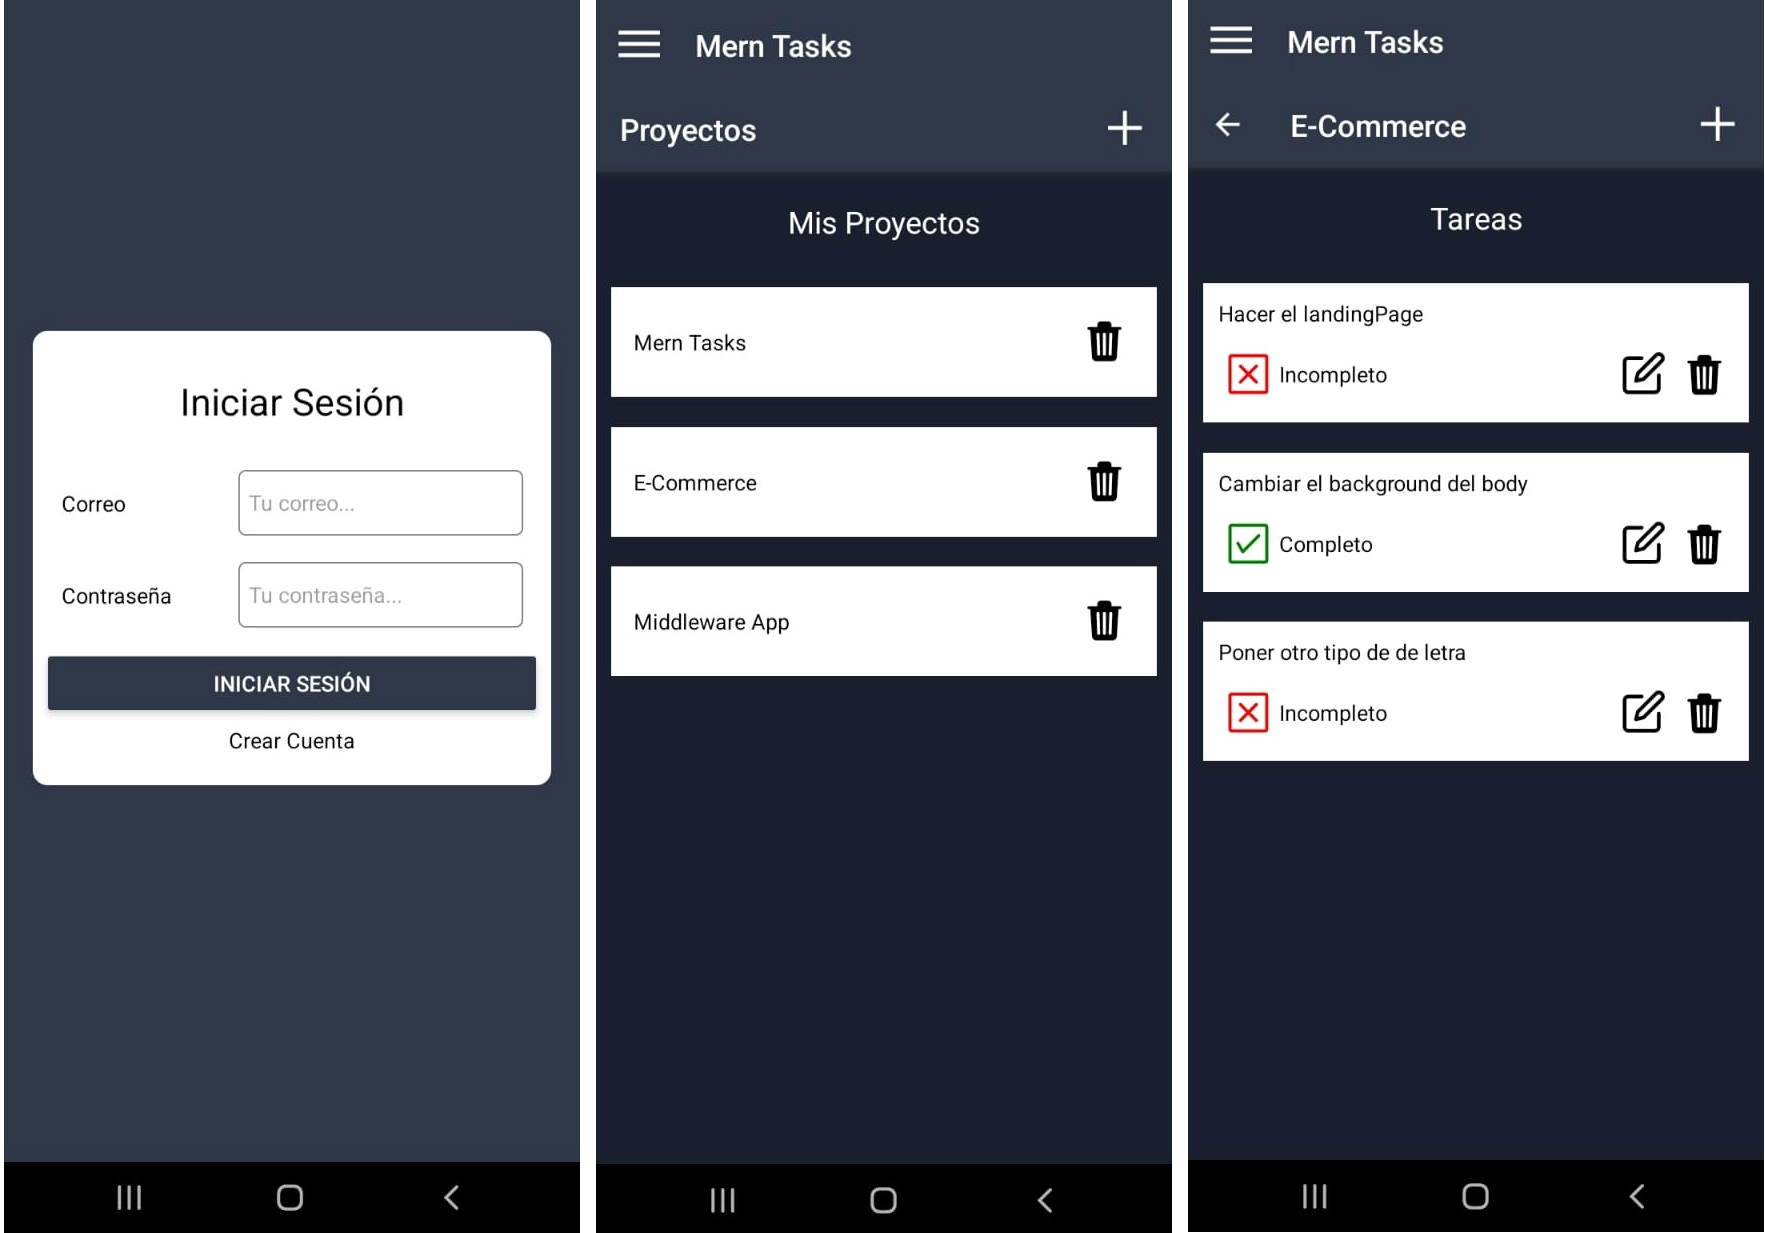 Iniciar Sesión
Correo
Tu correo...
Contraseña
Tu contraseña...
INICIAR SESIÓN
Crear Cuenta
Mern Tasks
Proyectos
Mis Proyectos
Mern Tasks
E-Commerce
Middleware App
Mern Tasks
E-Commerce
Tareas
Hacer el landingPage
Incompleto
Cambiar el background del body
Completo
Poner otro tipo de de letra
Incompleto